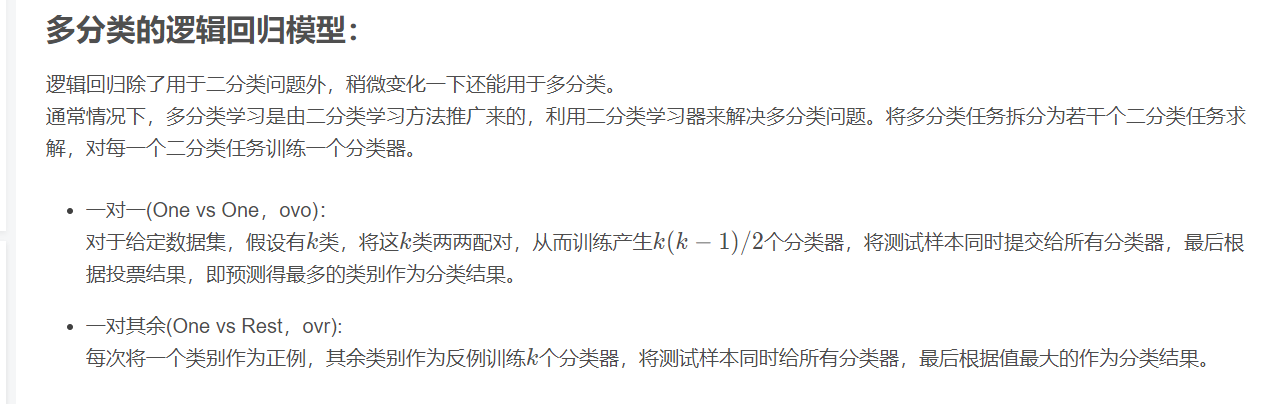 多分类的逻辑回归模型：
逻辑回归除了用于二分类问题外，稍微变化一下还能用于多分类。
通常情况下，多分类学习是由二分类学习方法推广来的，利用二分类学习器来解决多分类问题。将多分类任务拆分为若干个二分类任务求
解，对每一个二分类任务训练一个分类器。
• 一对一(One vs One，ovo)：
对于给定数据集，假设有k类，将这k类两两配对，从而训练产生k(k − 1)/2个分类器，将测试样本同时提交给所有分类器，最后根
据投票结果，即预测得最多的类别作为分类结果。
• 一对其余(One vs Rest，ovr):
每次将一个类别作为正例，其余类别作为反例训练k个分类器，将测试样本同时给所有分类器，最后根据值最大的作为分类结果。